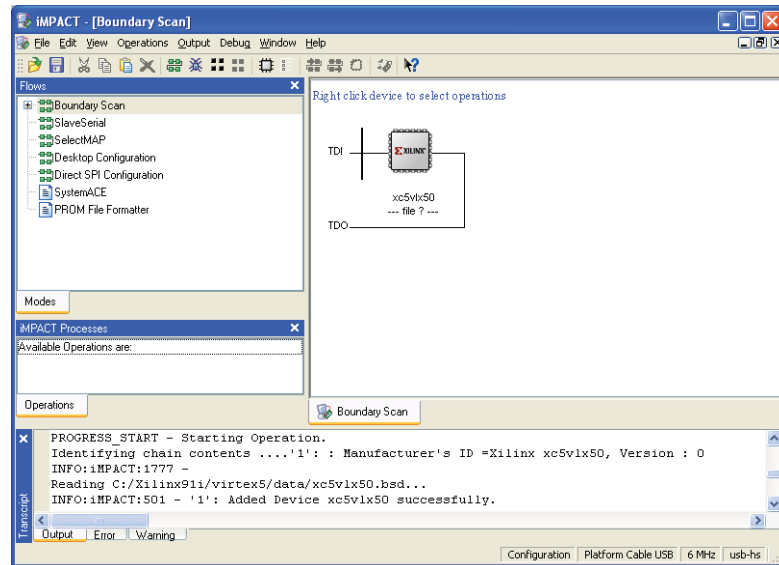 iMPACT - [Boundary Scan]
File Edit View Operations Output Debug Window Help
Flows
Boundary Scan
SlaveSerial
SelectMAP
Desktop Configuration
Direct SPI Configuration
SystemACE
PROM File Formatter
Modes
iMPACT Processes
Available Operations are:
Operations
Right click device to select operations
TDI
XILINX
xc5vlx50
--- file ? ---
TDO
Boundary Scan
PROGRESS_START - Starting Operation.
Identifying chain contents ....'1': : Manufacturer's ID =Xilinx xc5vlx50, Version : 0
INFO:iMPACT:1777 -
Reading C:/Xilinx91i/virtex5/data/xc5vlx50.bsd...
INFO:iMPACT:501 - '1': Added Device xc5vlx50 successfully.
Transcript
Output Error Warning
Configuration Platform Cable USB 6 MHz usb-hs